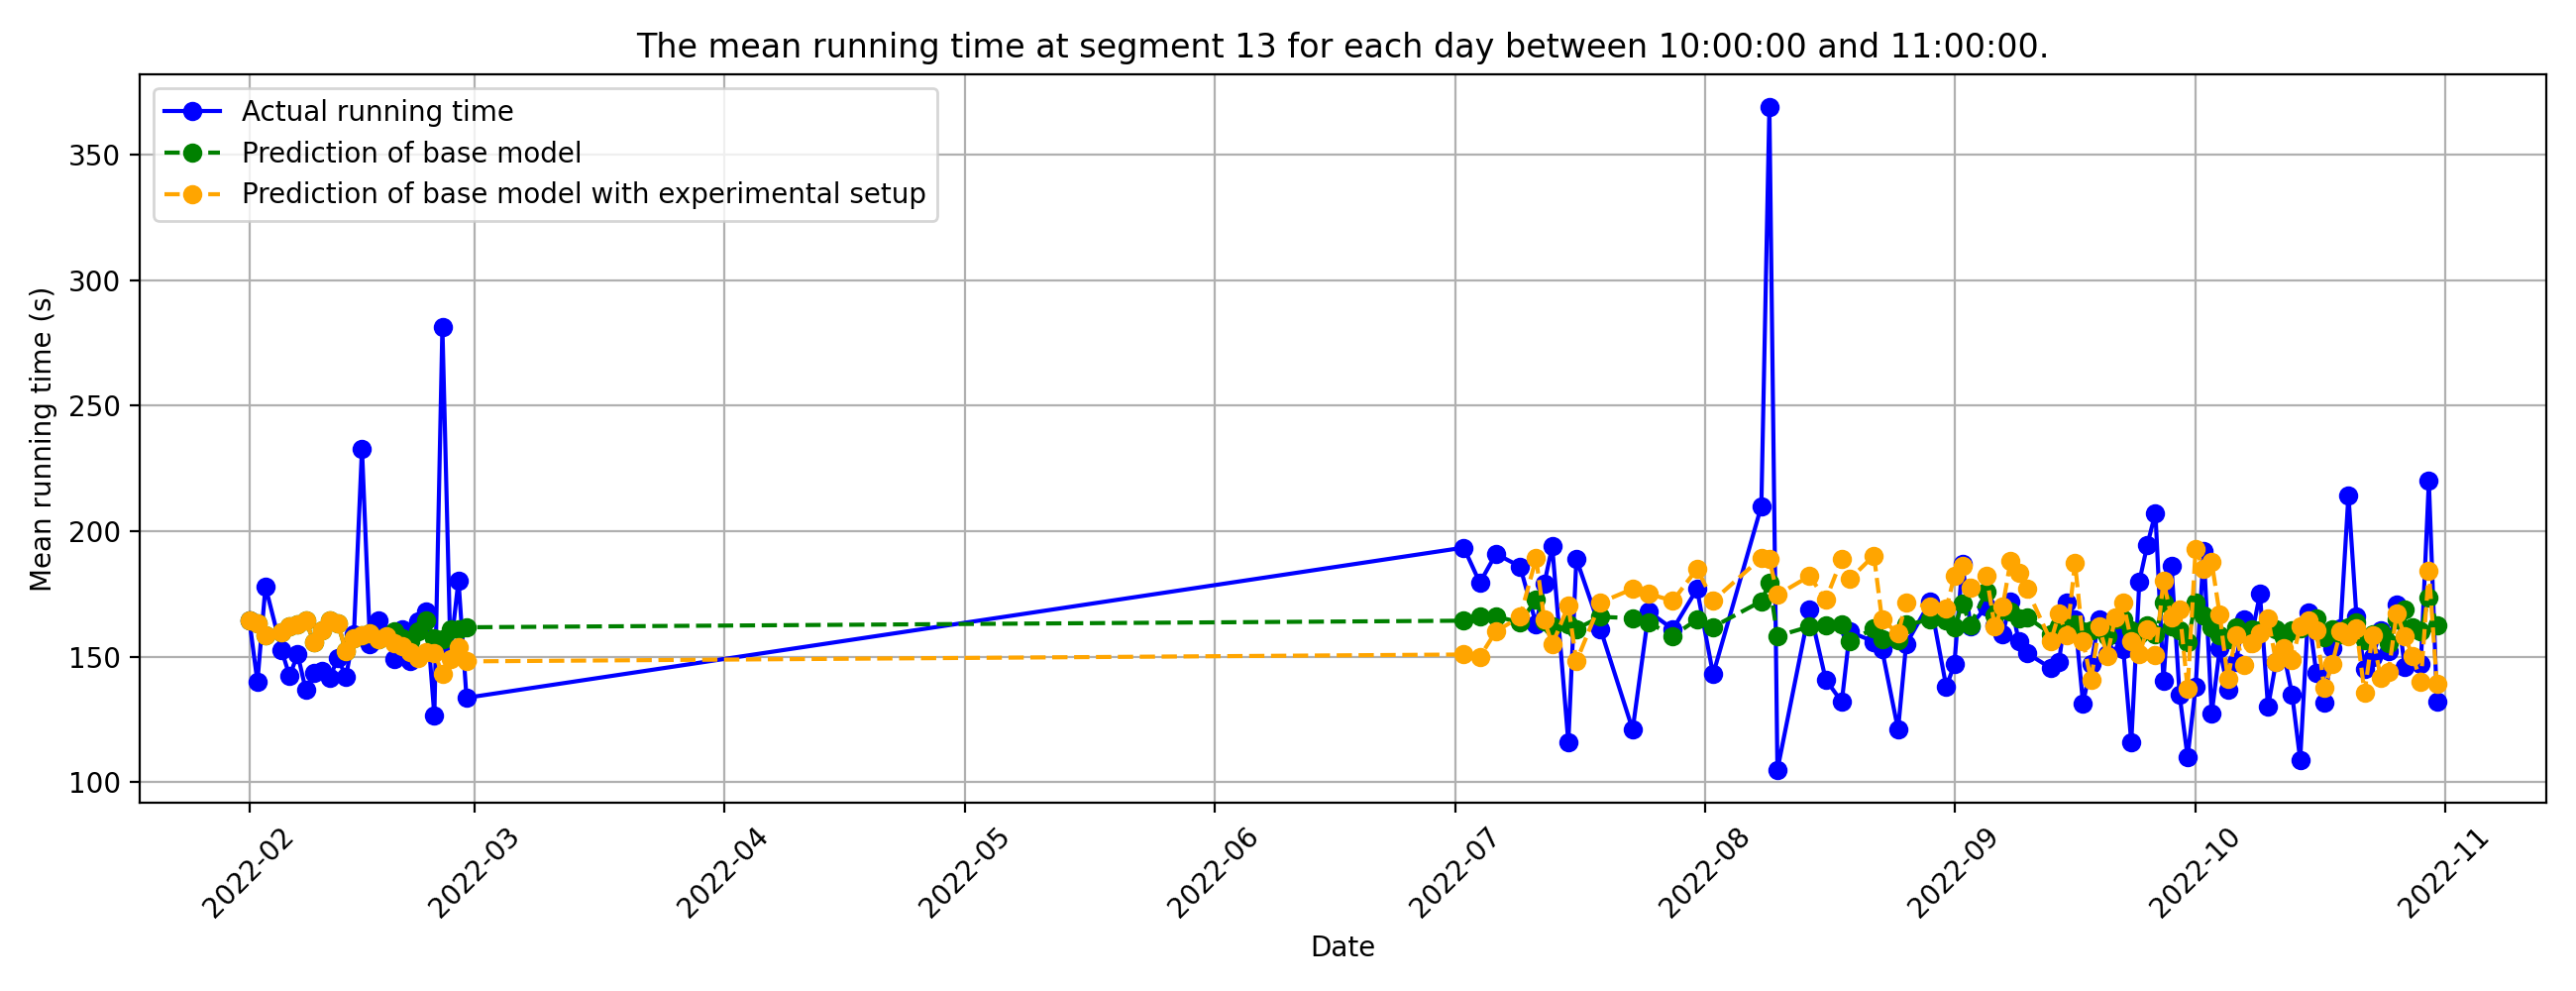 The mean running time at segment 13 for each day between 10:00:00 and 11:00:00.
Actual running time
Prediction of base model
Prediction of base model with experimental setup
Mean running time (s)
350
300
250
200
150
100
2022-02
2022-03
2022-04
2022-05
2022-06
2022-07
2022-08
2022-09
2022-10
2022-11
Date